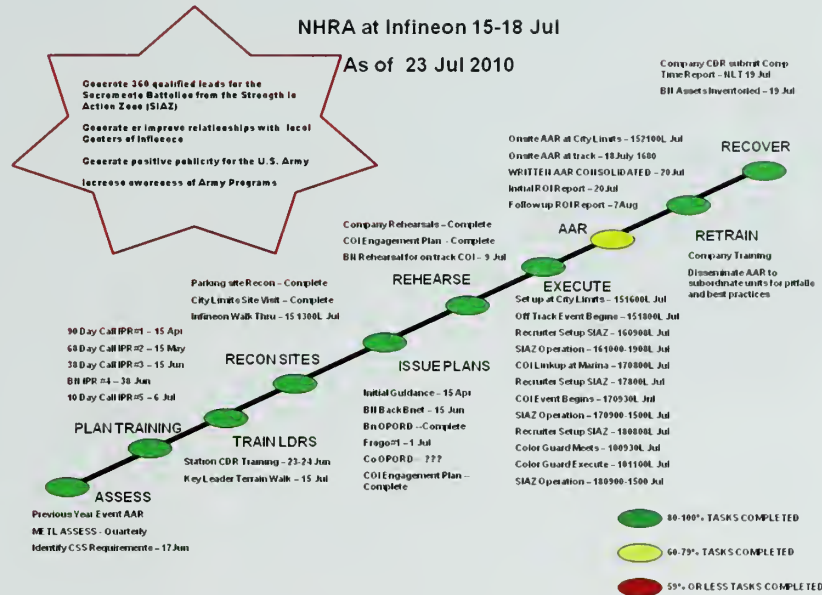 NHRA at Infineon 15-18 Jul
As of 23 Jul 2010
Generate 360 qualified leads for the
Sacramento Battalion from the Strength in
Action Zone (SIAZ)
Generate or improve relationships with local
Centers of Influence
Generate positive publicity for the U.S. Army
Increase awareness of Army Programs
Company CDR submit Comp
Time Report - NLT 19 Jul
BN Assets Inventoried - 19 Jul
RECOVER
Onsite AAR at City Limits – 152100L Jul
Onsite AAR at track - 18July 1600
WRITTEN AAR CONSOLIDATED - 20Jul
Initial ROI Report - 20Jul
Followup ROI Report - 7Aug
AAR
RETRAIN
Company Training
Disseminate AAR to
subordinate units for pitfalls
and best practices
Company Rehearsals – Complete
COI Engagement Plan - Complete
BN Rehearsal for on track COI – 9 Jul
REHEARSE
EXECUTE
Set up at City Limits – 151600L Jul
Off Track Event Begins – 151800L Jul
Recruiter Setup SIAZ - 160900L Jul
SIAZ Operation – 161000-1900L Jul
COI Linkup at Marina – 170800L Jul
Recruiter Setup SIAZ – 17800L Jul
COI Event Begins – 170930L Jul
SIAZ Operation – 170900-1500L Jul
Recruiter Setup SIAZ – 180800L Jul
Color Guard Meets – 100930L Jul
Color Guard Execute – 101100L Jul
SIAZ Operation – 180900-1500 Jul
Parking site Recon – Complete
City Limits Site Visit – Complete
Infineon Walk Thru – 151300L Jul
RECON SITES
ISSUE PLANS
Initial Guidance – 15 Apr
BN Back Brief – 15 Jun
Bn OPORD –Complete
Frago#1 – 1 Jul
Co OPORD – ???
COI Engagement Plan –
Complete
90 Day Call IPR #1 – 15 Apr
60 Day Call IPR #2 – 15 May
30 Day Call IPR #3 – 15 Jun
BN IPR #4 – 30 Jun
10 Day Call IPR #5 – 6 Jul
PLAN TRAINING
TRAIN LDRS
Station CDR Training – 23-24 Jun
Key Leader Terrain Walk – 15 Jul
ASSESS
Previous Year Event AAR
METL ASSESS - Quarterly
Identify CSS Requirements – 17Jun
80-100% TASKS COMPLETED
60-79% TASKS COMPLETED
59% OR LESS TASKS COMPLETED